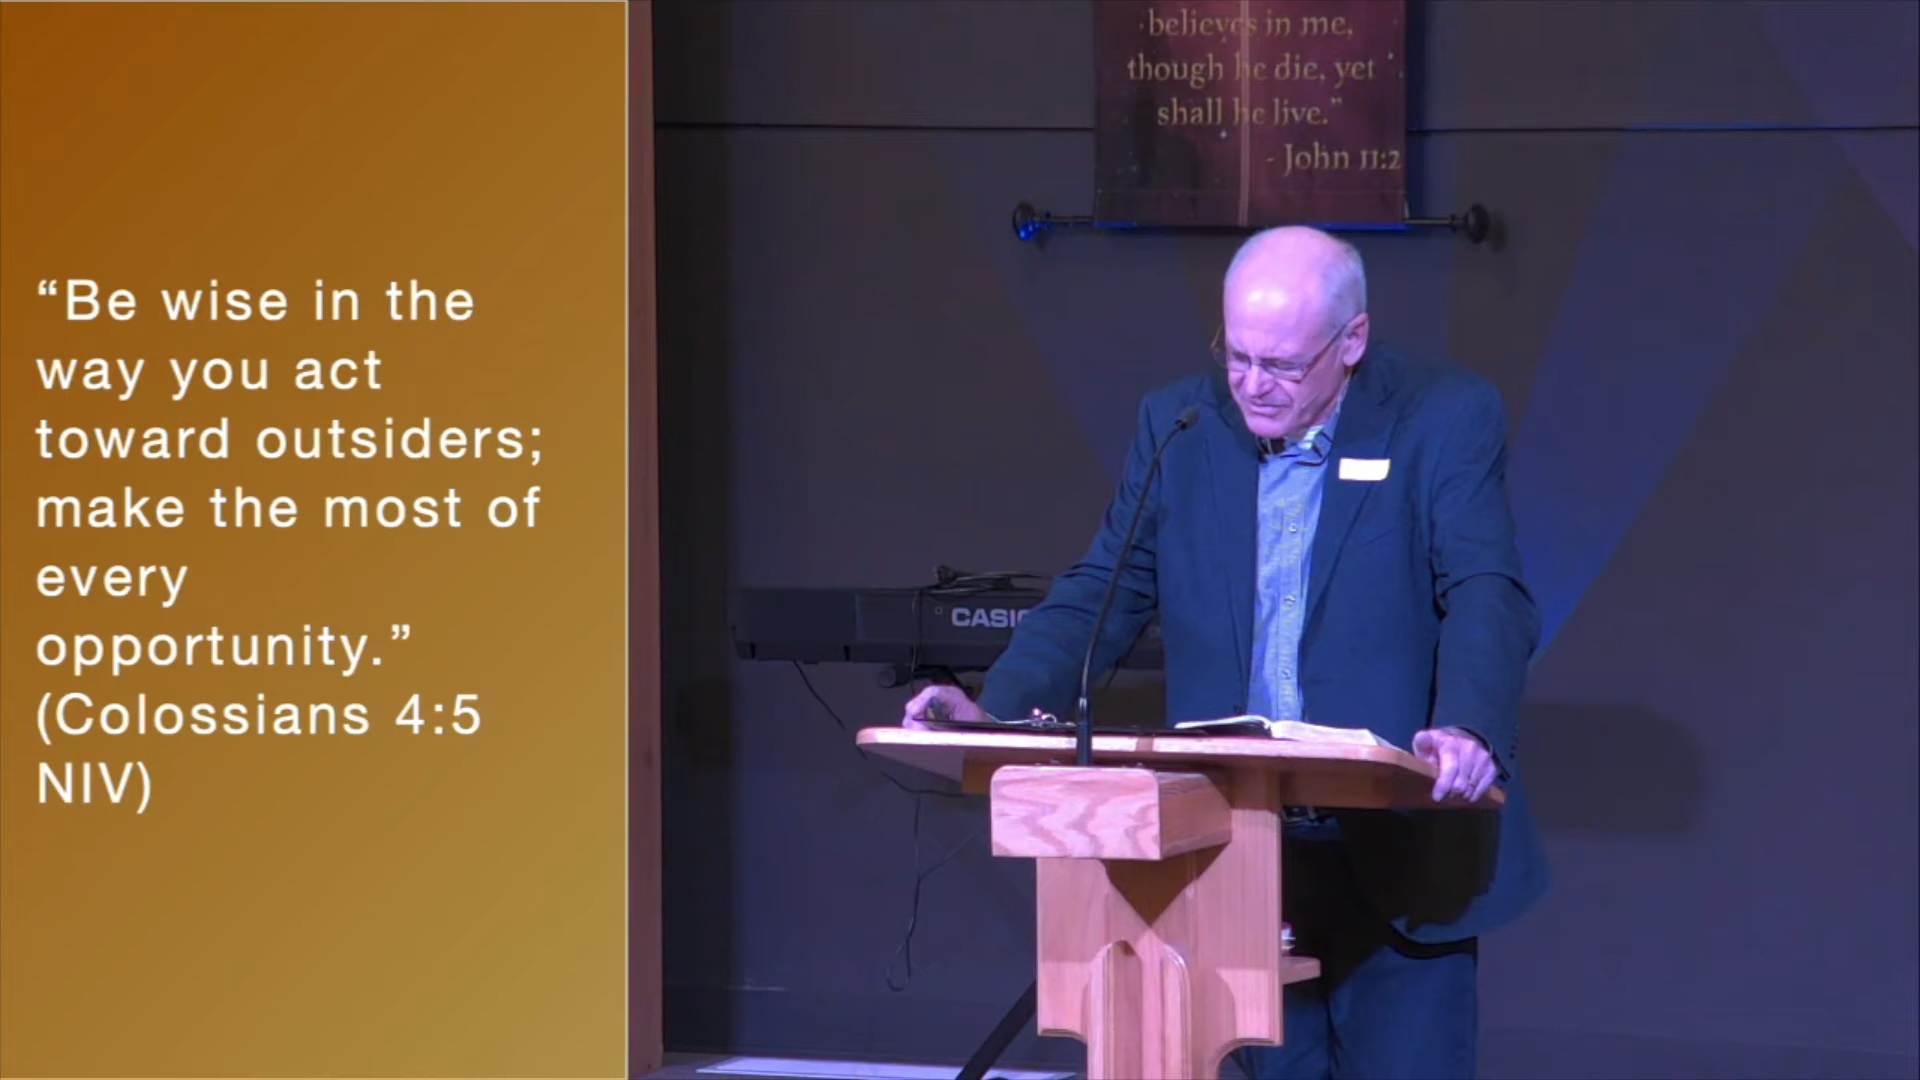 “Be wise in the
way you act
toward outsiders;
make the most of
every
opportunity.”
(Colossians 4:5
NIV)
believes in me,
though he die, yet
shall he live.”
- John 11:2
CASIO